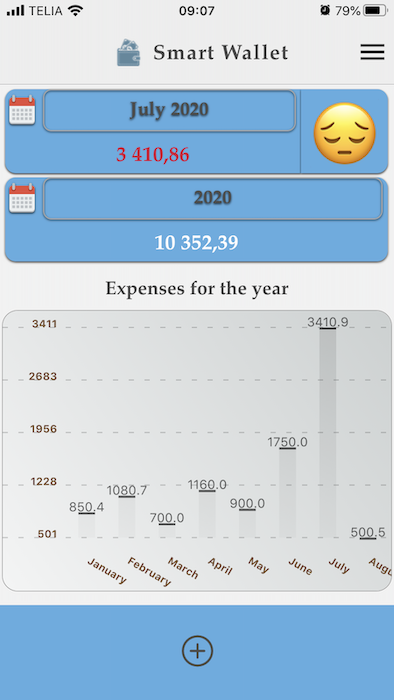 TELIA 09:07 79%
Smart Wallet
July 2020
3 410,86
2020
10 352,39
Expenses for the year
3411 3410.9
2683
1956
1750.0
1228 1160.0
1080.7
900.0
850.4
700.0
501 500.5
January February March April May June July Augu